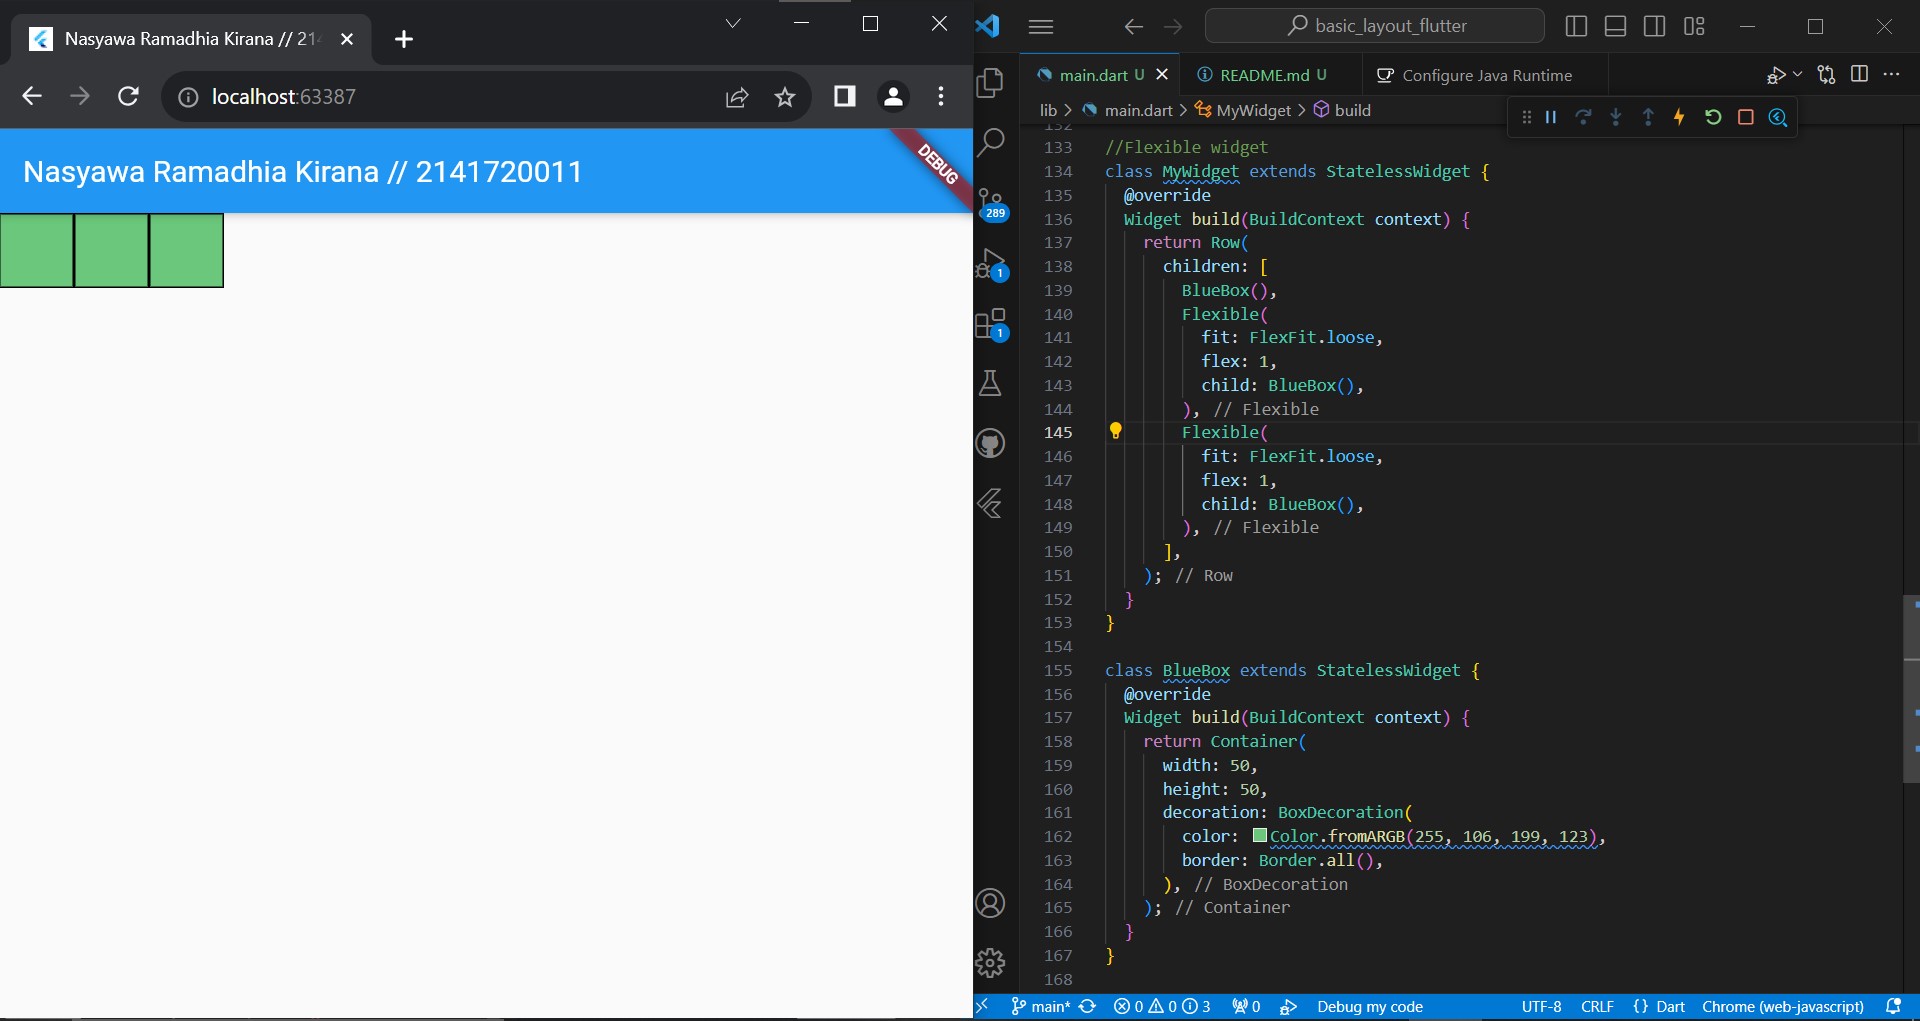 Nasyawa Ramadhia Kirana // 214
localhost:63387
Nasyawa Ramadhia Kirana // 2141720011
DEBUG
basic_layout_flutter
main.dart U
README.md U
Configure Java Runtime
lib > main.dart > MyWidget > build
289
1
1
132
133 //Flexible widget
134 class MyWidget extends StatelessWidget {
135 @override
136 Widget build(BuildContext context) {
137 return Row(
138 children: [
139 BlueBox(),
140 Flexible(
141 fit: FlexFit.loose,
142 flex: 1,
143 child: BlueBox(),
144 ), // Flexible
145 Flexible(
146 fit: FlexFit.loose,
147 flex: 1,
148 child: BlueBox(),
149 ), // Flexible
150 ],
151 ); // Row
152 }
153 }
154
155 class BlueBox extends StatelessWidget {
156 @override
157 Widget build(BuildContext context) {
158 return Container(
159 width: 50,
160 height: 50,
161 decoration: BoxDecoration(
162 color: Color.fromARGB(255, 106, 199, 123),
163 border: Border.all(),
164 ), // BoxDecoration
165 ); // Container
166 }
167 }
168
main* 0 0 3 0 Debug my code UTF-8 CRLF {} Dart Chrome (web-javascript)